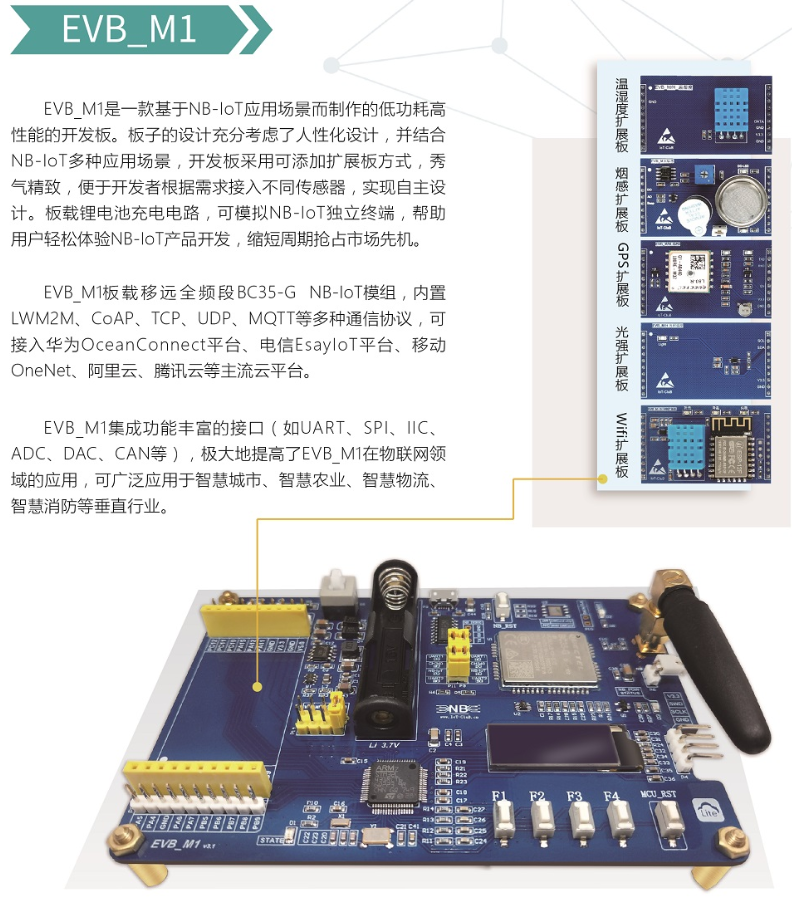 EVB_M1
EVB_M1是一款基于NB-IoT应用场景而制作的低功耗高
性能的开发板。板子的设计充分考虑了人性化设计，并结合
NB-IoT多种应用场景，开发板采用可添加扩展板方式，秀
气精致，便于开发者根据需求接入不同传感器，实现自主设
计。板载锂电池充电电路，可模拟NB-IoT独立终端，帮助
用户轻松体验NB-IoT产品开发，缩短周期抢占市场先机。
EVB_M1板载移远全频段BC35-G NB-IoT模组，内置
LWM2M、CoAP、TCP、UDP、MQTT等多种通信协议，可
接入华为OceanConnect平台、电信EsayIoT平台、移动
OneNet、阿里云、腾讯云等主流云平台。
EVB_M1集成功能丰富的接口（如UART、SPI、IIC、
ADC、DAC、CAN等），极大地提高了EVB_M1在物联网领
域的应用，可广泛应用于智慧城市、智慧农业、智慧物流、
智慧消防等垂直行业。
温湿度扩展板
烟感扩展板
GPS扩展板
光强扩展板
Wifi扩展板
NB_RST
NB
Li 3.7V
ARM
F1 F2 F3 F4 MCU_RST
Lite
STATE
EVB_M1 v2.1